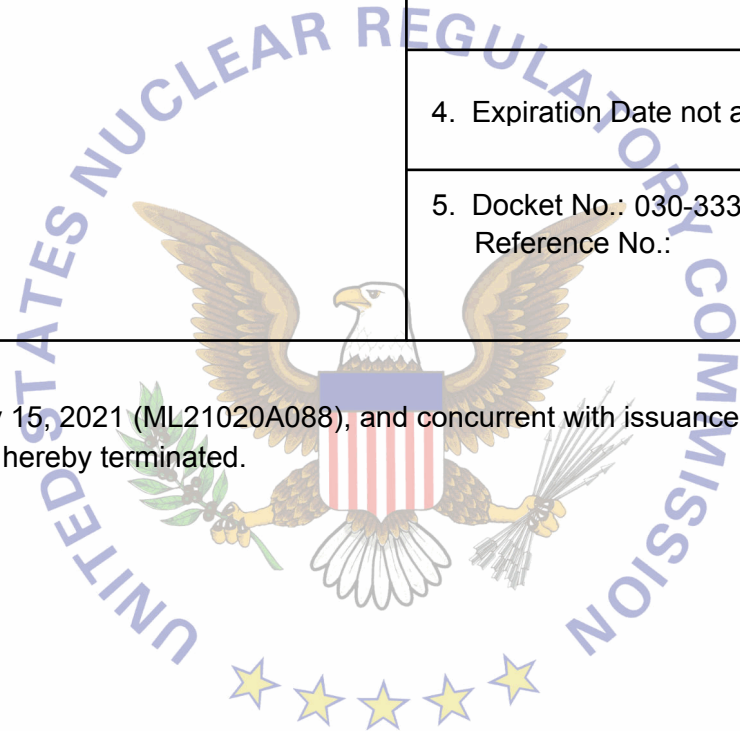 UNITED STATES NUCLEAR REGULATORY COMMISSION
4. Expiration Date not a
5. Docket No.: 030-333
Reference No.:
y 15, 2021 (ML21020A088), and concurrent with issuance
hereby terminated.